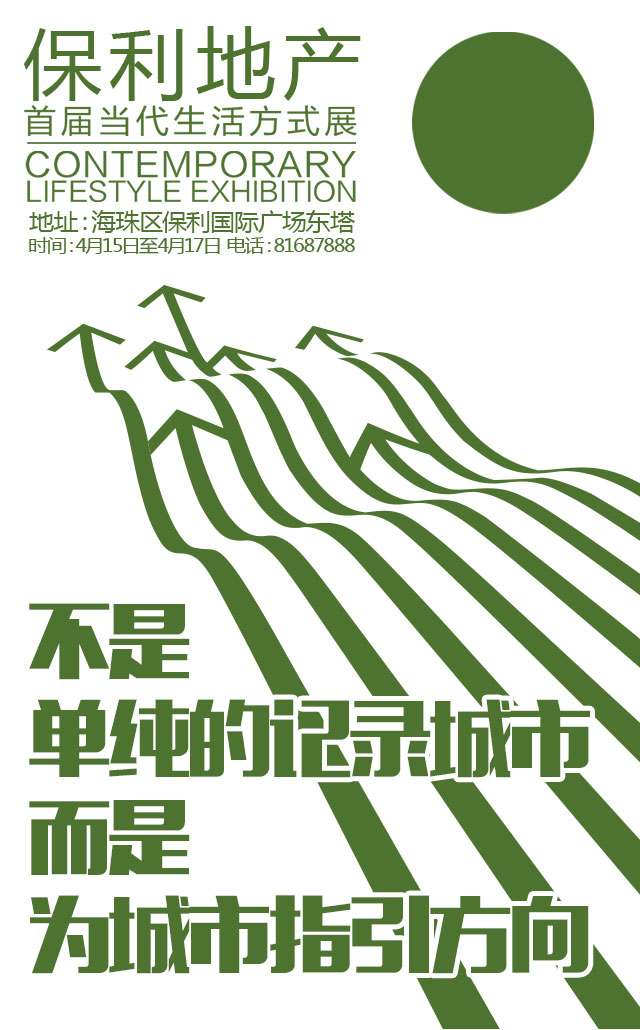 保利地产
首届当代生活方式展
CONTEMPORARY
LIFESTYLE EXHIBITION
地址:海珠区保利国际广场东塔
时间:4月15日至4月17日 电话:81687888
不是
单纯的记录城市
而是
为城市指引方向